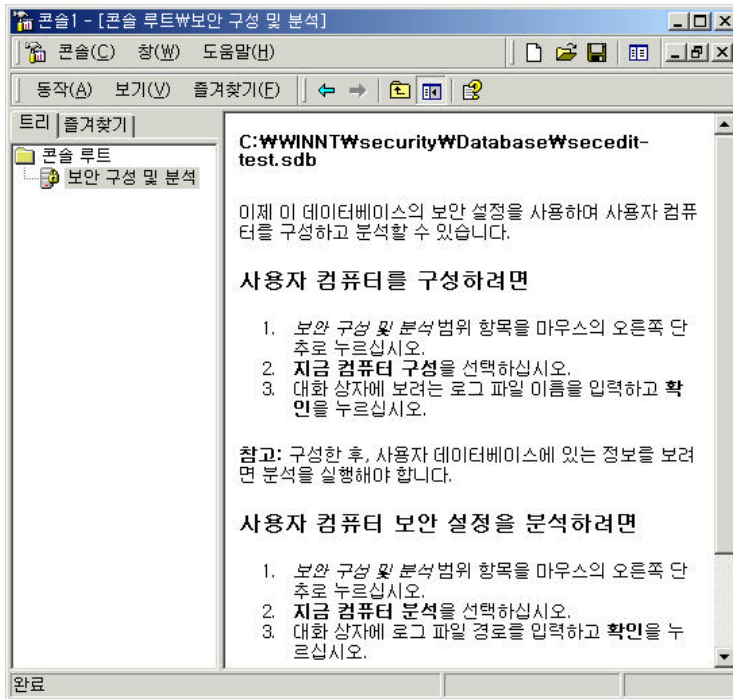 콘솔1 - [콘솔 루트₩보안 구성 및 분석]
콘솔(C) 창(W) 도움말(H)
동작(A) 보기(V) 즐겨찾기(F)
트리 즐겨찾기
콘솔 루트
보안 구성 및 분석
C:₩WINNT₩security₩Database₩secedit-
test.sdb
이제 이 데이터베이스의 보안 설정을 사용하여 사용자 컴퓨
터를 구성하고 분석할 수 있습니다.
사용자 컴퓨터를 구성하려면
1. 보안 구성 및 분석 범위 항목을 마우스의 오른쪽 단
추로 누르십시오.
2. 지금 컴퓨터 구성을 선택하십시오.
3. 대화 상자에 보려는 로그 파일 이름을 입력하고 확
인을 누르십시오.
참고: 구성한 후, 사용자 데이터베이스에 있는 정보를 보려
면 분석을 실행해야 합니다.
사용자 컴퓨터 보안 설정을 분석하려면
1. 보안 구성 및 분석 범위 항목을 마우스의 오른쪽 단
추로 누르십시오.
2. 지금 컴퓨터 분석을 선택하십시오.
3. 대화 상자에 로그 파일 경로를 입력하고 확인을 누
르십시오.
완료